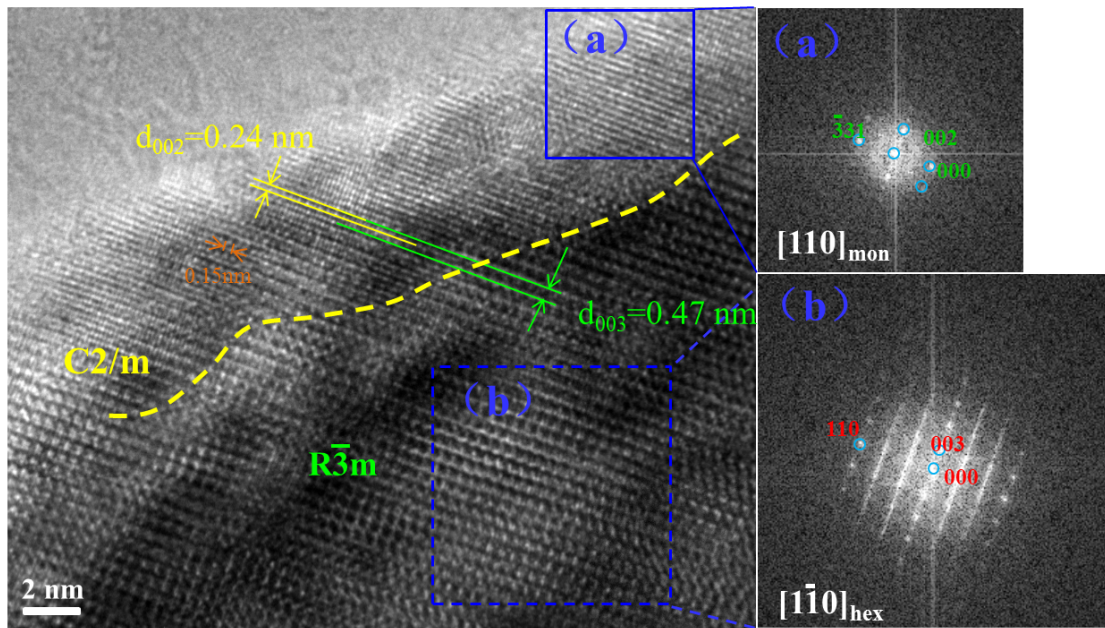 （a）
d₀₀₂=0.24 nm
0.15nm
d₀₀₃=0.47 nm
C2/m
（b）
R3̅m
2 nm
（a）
3̅31
002
000
[110]mon
（b）
110
003
000
[11̅0]hex